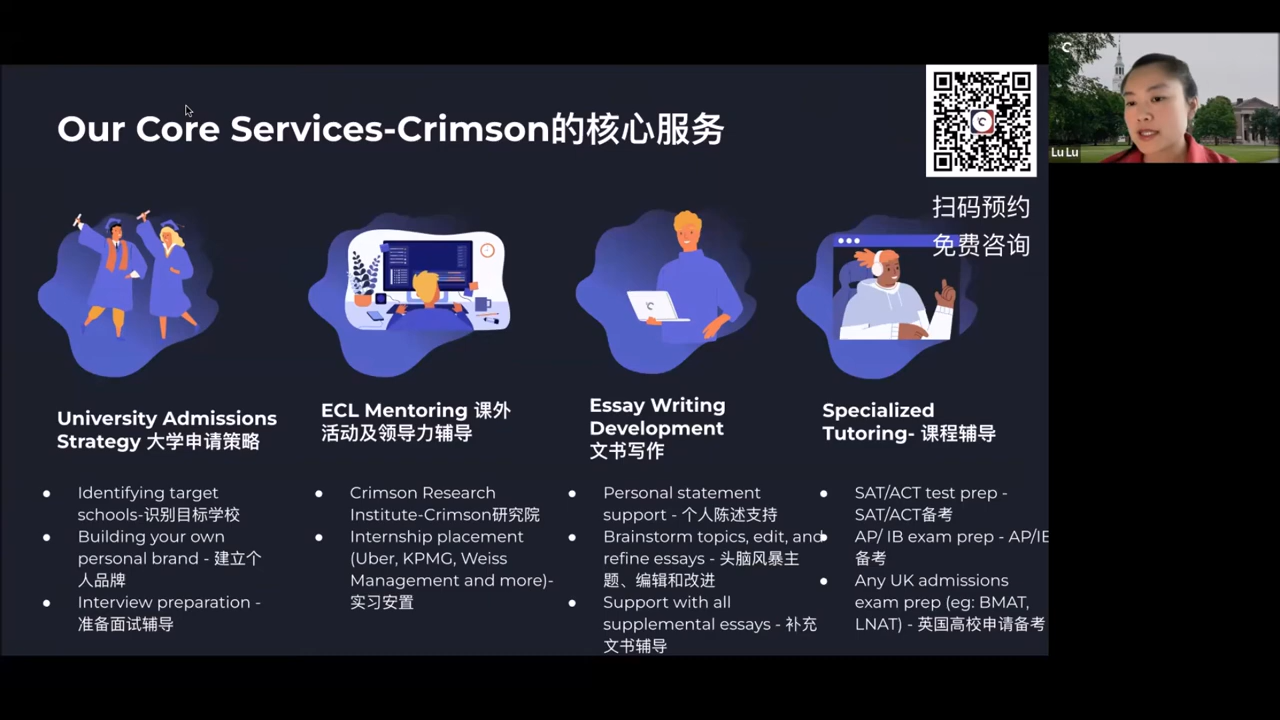 Our Core Services-Crimson的核心服务
扫码预约
免费咨询
Lu Lu
University Admissions
Strategy 大学申请策略
● Identifying target
schools-识别目标学校
● Building your own
personal brand - 建立个
人品牌
● Interview preparation -
准备面试辅导
ECL Mentoring 课外
活动及领导力辅导
● Crimson Research
Institute-Crimson研究院
● Internship placement
(Uber, KPMG, Weiss
Management and more)-
实习安置
Essay Writing
Development
文书写作
● Personal statement
support - 个人陈述支持
● Brainstorm topics, edit, and
refine essays - 头脑风暴主
题、编辑和改进
● Support with all
supplemental essays - 补充
文书辅导
Specialized
Tutoring- 课程辅导
● SAT/ACT test prep -
SAT/ACT备考
● AP/ IB exam prep - AP/IB
备考
● Any UK admissions
exam prep (eg: BMAT,
LNAT) - 英国高校申请备考